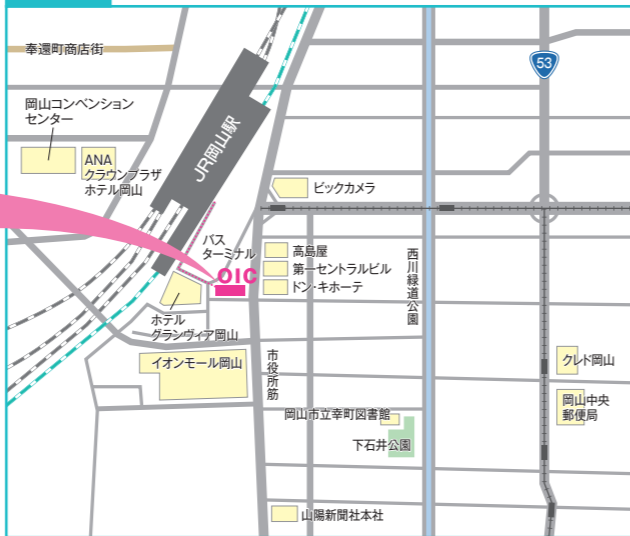 奉還町商店街
53
岡山コンベンション
センター
ANA
クラウンプラザ
ホテル岡山
JR岡山駅
ビックカメラ
バス
ターミナル
OIC
高島屋
第一セントラルビル
ドン・キホーテ
西川緑道公園
ホテル
グランヴィア岡山
イオンモール岡山
市役所筋
クレド岡山
岡山中央
郵便局
岡山市立幸町図書館
下石井公園
山陽新聞社本社